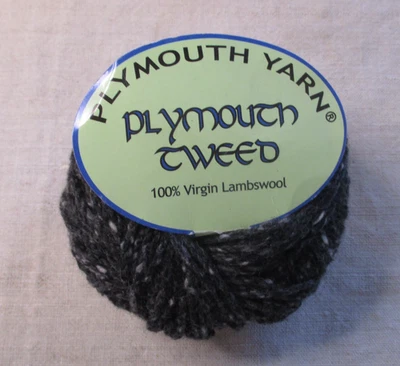 PLYMOUTH YARN®
PLYMOUTH
TWEED
100% Virgin Lambswool